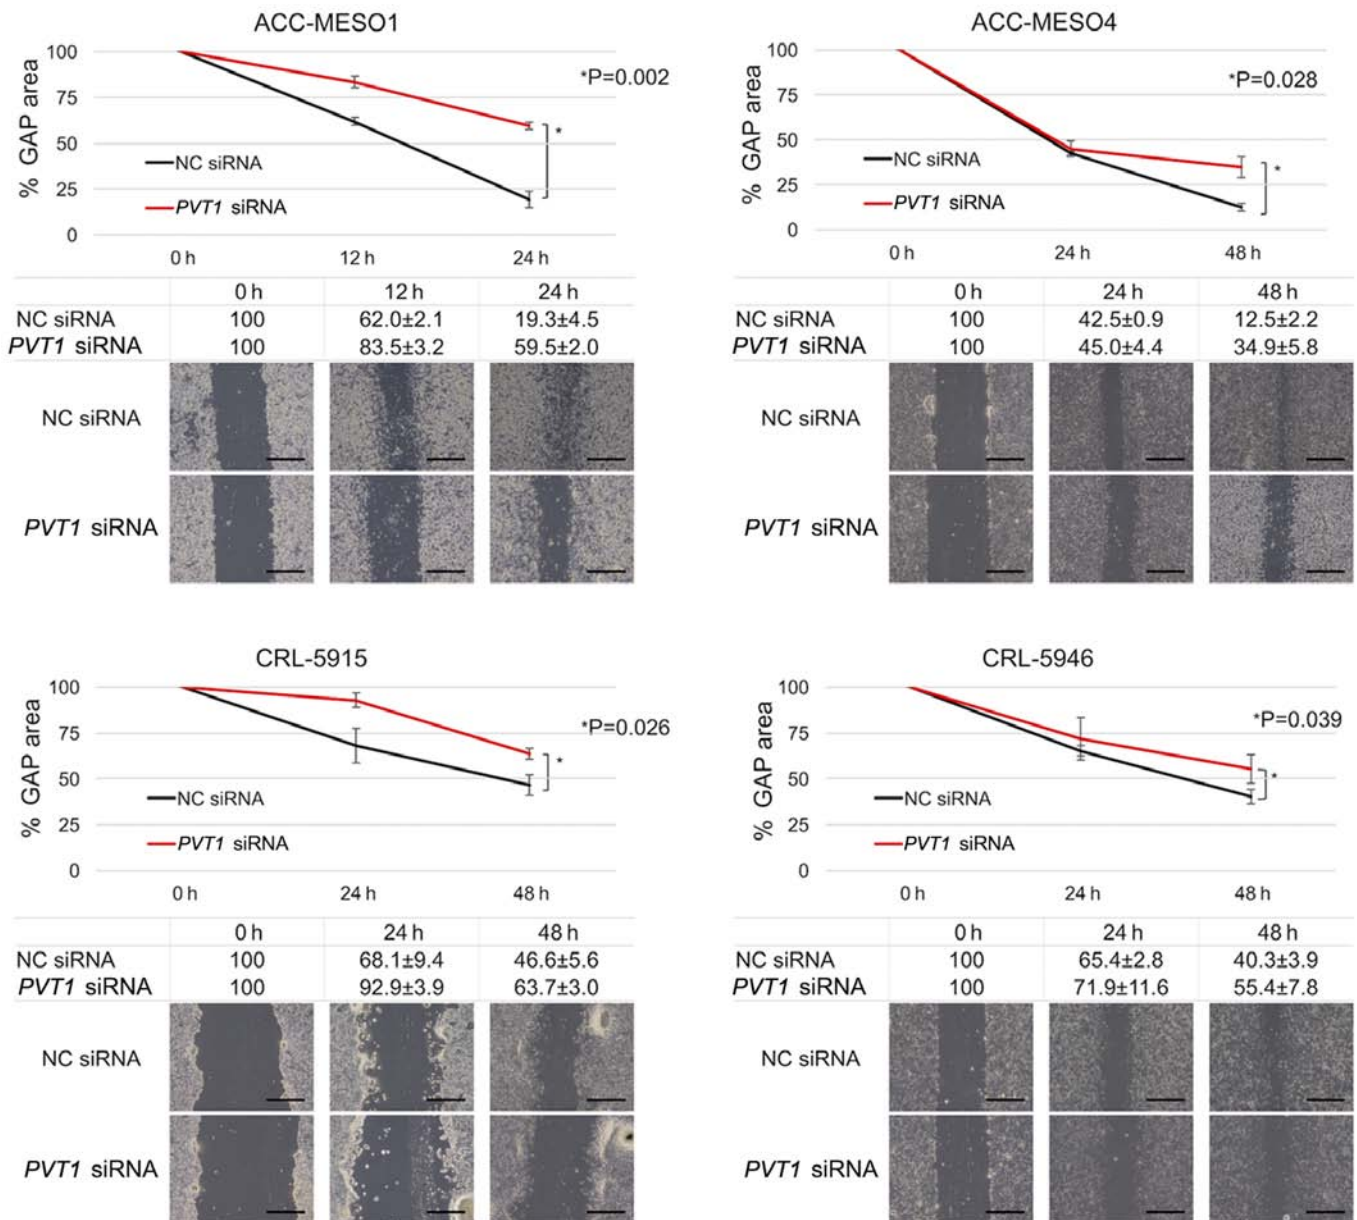 ACC-MESO1
% GAP area
100
75
50
25
0
*P=0.002
*
NC siRNA
PVT1 siRNA
0 h 12 h 24 h
0 h 12 h 24 h
NC siRNA 100 62.0±2.1 19.3±4.5
PVT1 siRNA 100 83.5±3.2 59.5±2.0
NC siRNA
PVT1 siRNA
ACC-MESO4
% GAP area
100
75
50
25
0
*P=0.028
*
NC siRNA
PVT1 siRNA
0 h 24 h 48 h
0 h 24 h 48 h
NC siRNA 100 42.5±0.9 12.5±2.2
PVT1 siRNA 100 45.0±4.4 34.9±5.8
NC siRNA
PVT1 siRNA
CRL-5915
% GAP area
100
75
50
25
0
*P=0.026
*
NC siRNA
PVT1 siRNA
0 h 24 h 48 h
0 h 24 h 48 h
NC siRNA 100 68.1±9.4 46.6±5.6
PVT1 siRNA 100 92.9±3.9 63.7±3.0
NC siRNA
PVT1 siRNA
CRL-5946
% GAP area
100
75
50
25
0
*P=0.039
*
NC siRNA
PVT1 siRNA
0 h 24 h 48 h
0 h 24 h 48 h
NC siRNA 100 65.4±2.8 40.3±3.9
PVT1 siRNA 100 71.9±11.6 55.4±7.8
NC siRNA
PVT1 siRNA